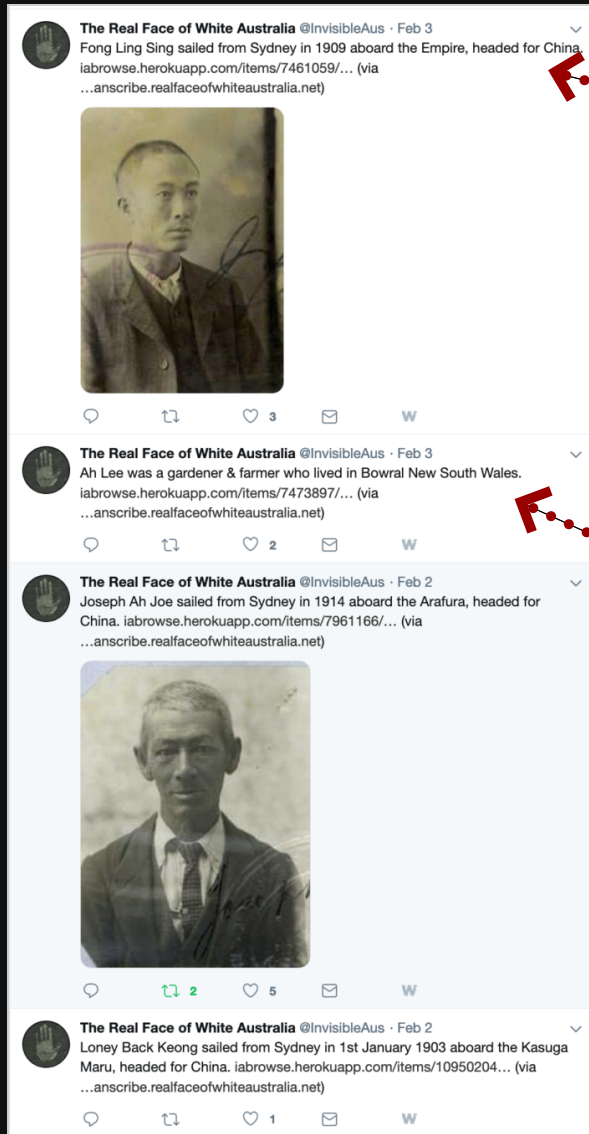 The Real Face of White Australia @InvisibleAus · Feb 3
Fong Ling Sing sailed from Sydney in 1909 aboard the Empire, headed for China.
iabrowse.herokuapp.com/items/7461059/… (via
…anscribe.realfaceofwhiteaustralia.net)
3
W
The Real Face of White Australia @InvisibleAus · Feb 3
Ah Lee was a gardener & farmer who lived in Bowral New South Wales.
iabrowse.herokuapp.com/items/7473897/… (via
…anscribe.realfaceofwhiteaustralia.net)
2
W
The Real Face of White Australia @InvisibleAus · Feb 2
Joseph Ah Joe sailed from Sydney in 1914 aboard the Arafura, headed for
China. iabrowse.herokuapp.com/items/7961166/… (via
…anscribe.realfaceofwhiteaustralia.net)
2 5
W
The Real Face of White Australia @InvisibleAus · Feb 2
Loney Back Keong sailed from Sydney in 1st January 1903 aboard the Kasuga
Maru, headed for China. iabrowse.herokuapp.com/items/10950204… (via
…anscribe.realfaceofwhiteaustralia.net)
1
W